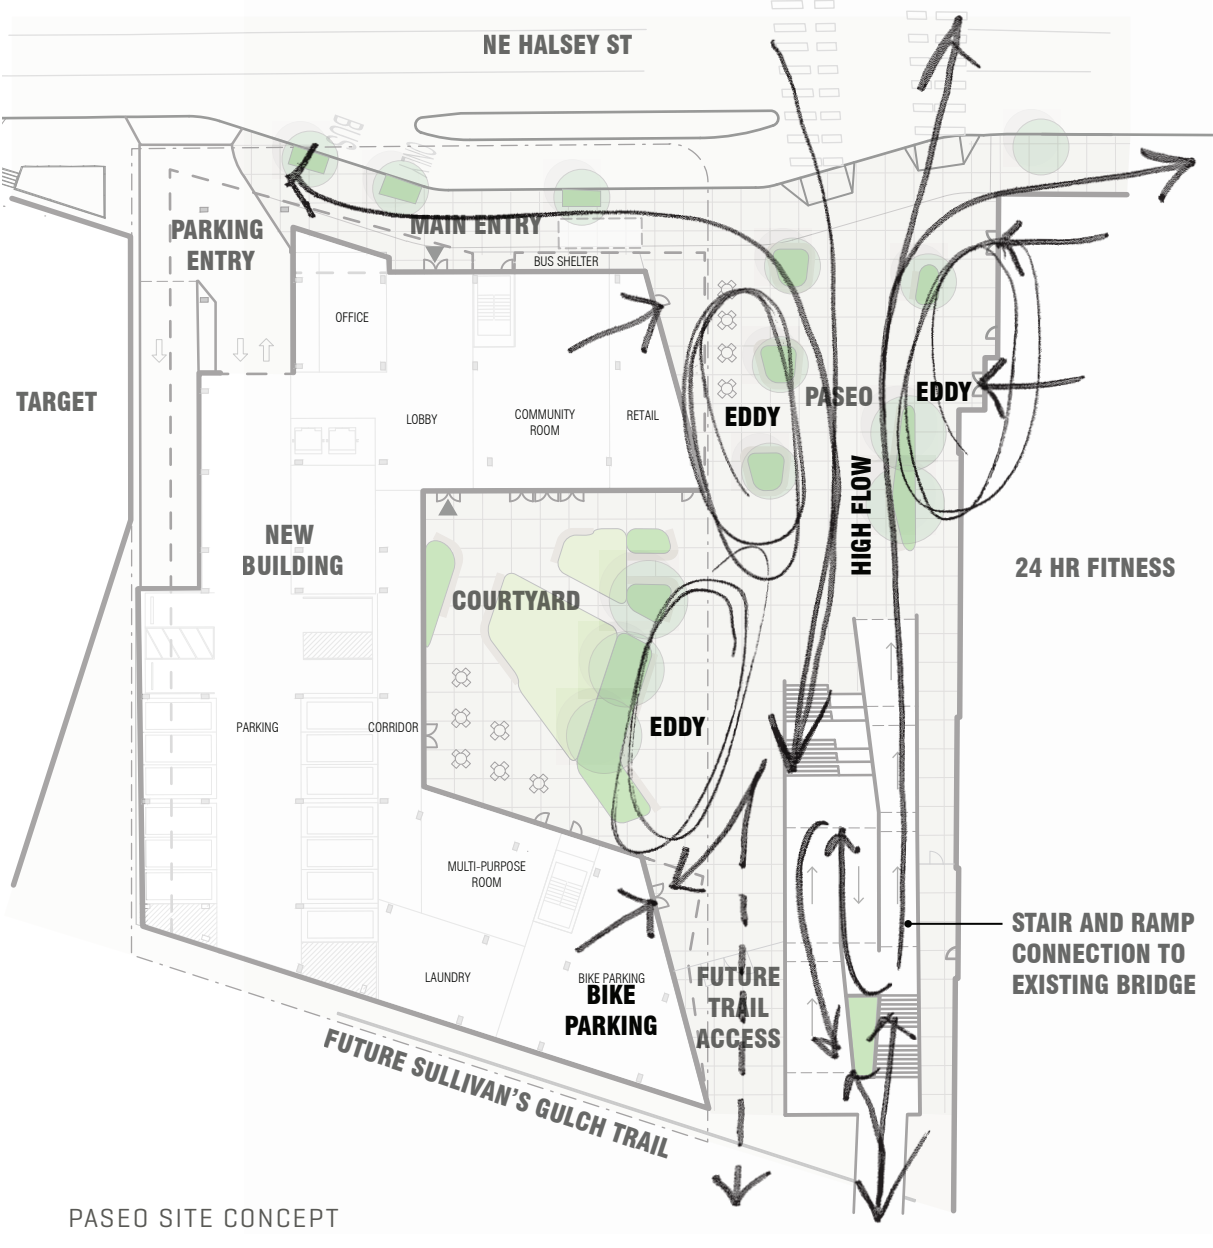 NE HALSEY ST
BUS
MAIN ENTRY
PARKING
ENTRY
BUS SHELTER
OFFICE
TARGET
LOBBY
COMMUNITY
ROOM
RETAIL
EDDY
PASEO
EDDY
HIGH FLOW
NEW
BUILDING
24 HR FITNESS
COURTYARD
PARKING
CORRIDOR
EDDY
MULTI-PURPOSE
ROOM
STAIR AND RAMP
CONNECTION TO
EXISTING BRIDGE
LAUNDRY
BIKE PARKING
BIKE
PARKING
FUTURE
TRAIL
ACCESS
FUTURE SULLIVAN'S GULCH TRAIL
PASEO SITE CONCEPT